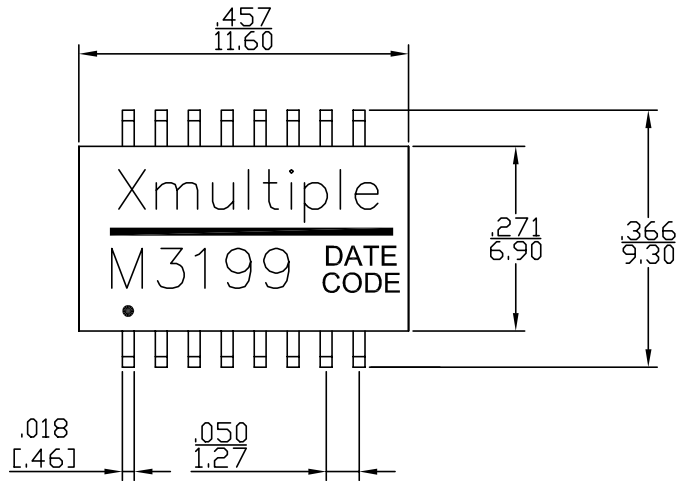 .457
11.60
Xmultiple
M3199
DATE
CODE
.271
6.90
.366
9.30
.018
[.46]
.050
1.27